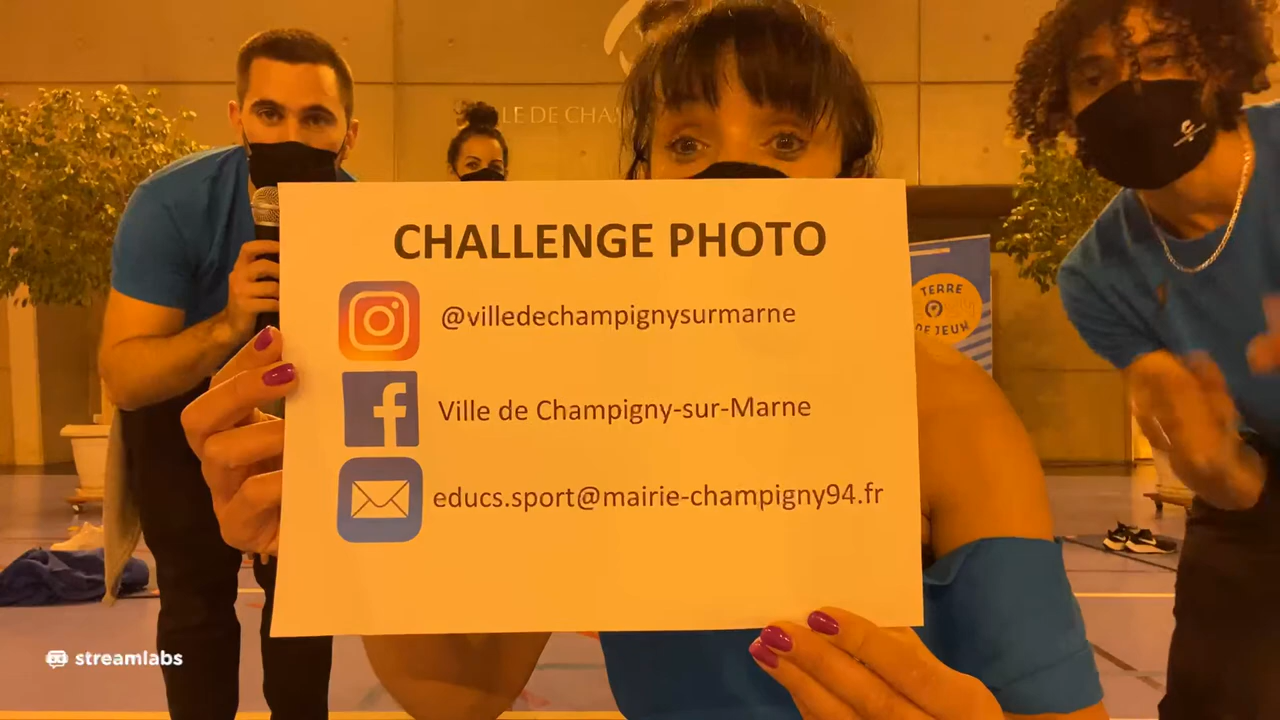 LE DE CHAM
CHALLENGE PHOTO
@villedechampignysurmarne
Ville de Champigny-sur-Marne
educs.sport@mairie-champigny94.fr
TERRE
DE JEUX
streamlabs